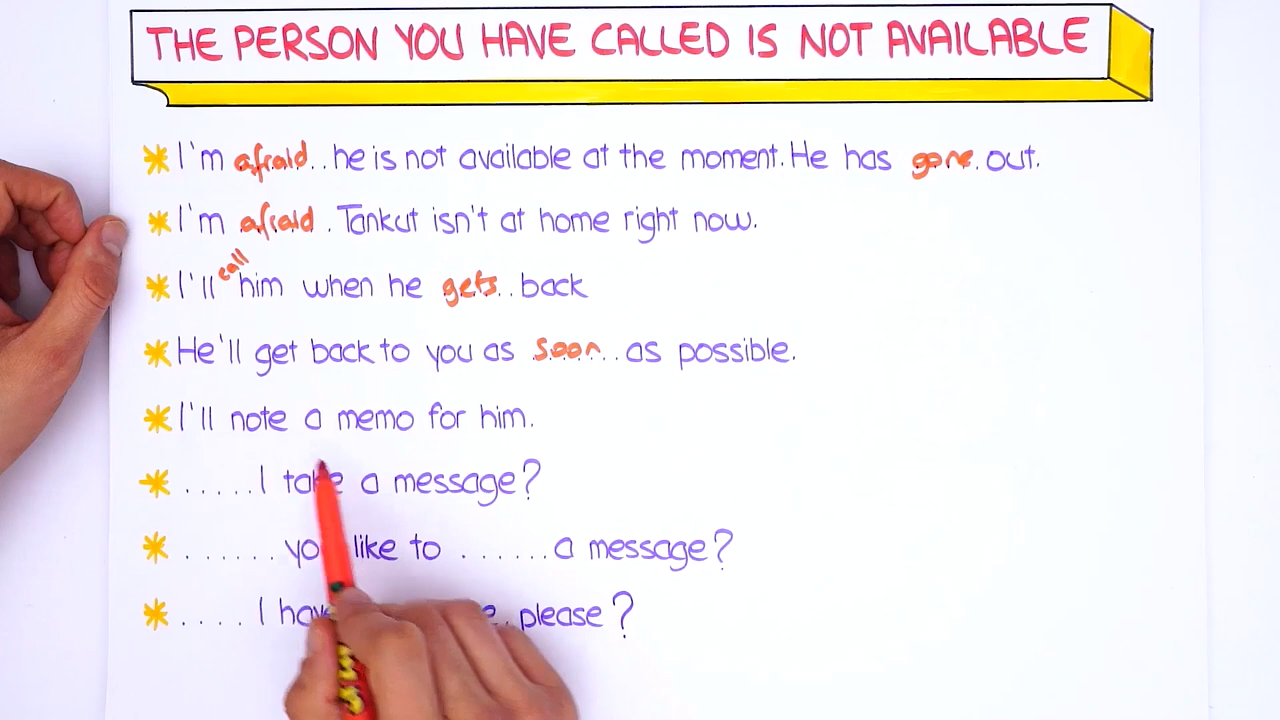 THE PERSON YOU HAVE CALLED IS NOT AVAILABLE
I'm afraid.. he is not available at the moment. He has gone. out.
I'm afraid. Tankut isn't at home right now.
I'll call him when he gets.. back
He'll get back to you as soon.. as possible.
I'll note a memo for him.
..... I take a message?
...... you like to ...... a message?
.... I have please?